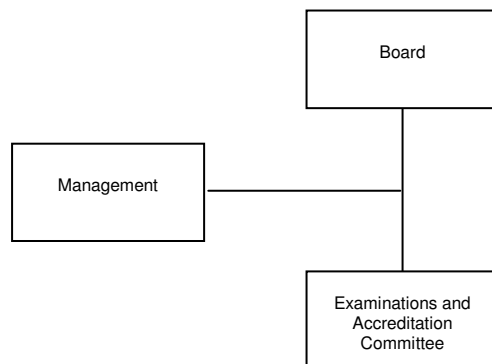 Board
Management
Examinations and
Accreditation
Committee